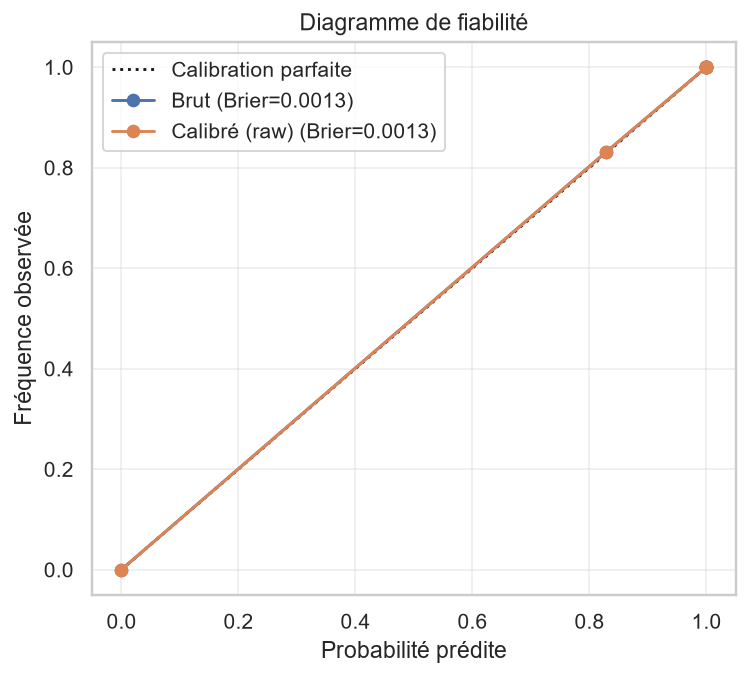 Diagramme de fiabilité
Calibration parfaite
Brut (Brier=0.0013)
Calibré (raw) (Brier=0.0013)
Fréquence observée
1.0
0.8
0.6
0.4
0.2
0.0
0.0 0.2 0.4 0.6 0.8 1.0
Probabilité prédite